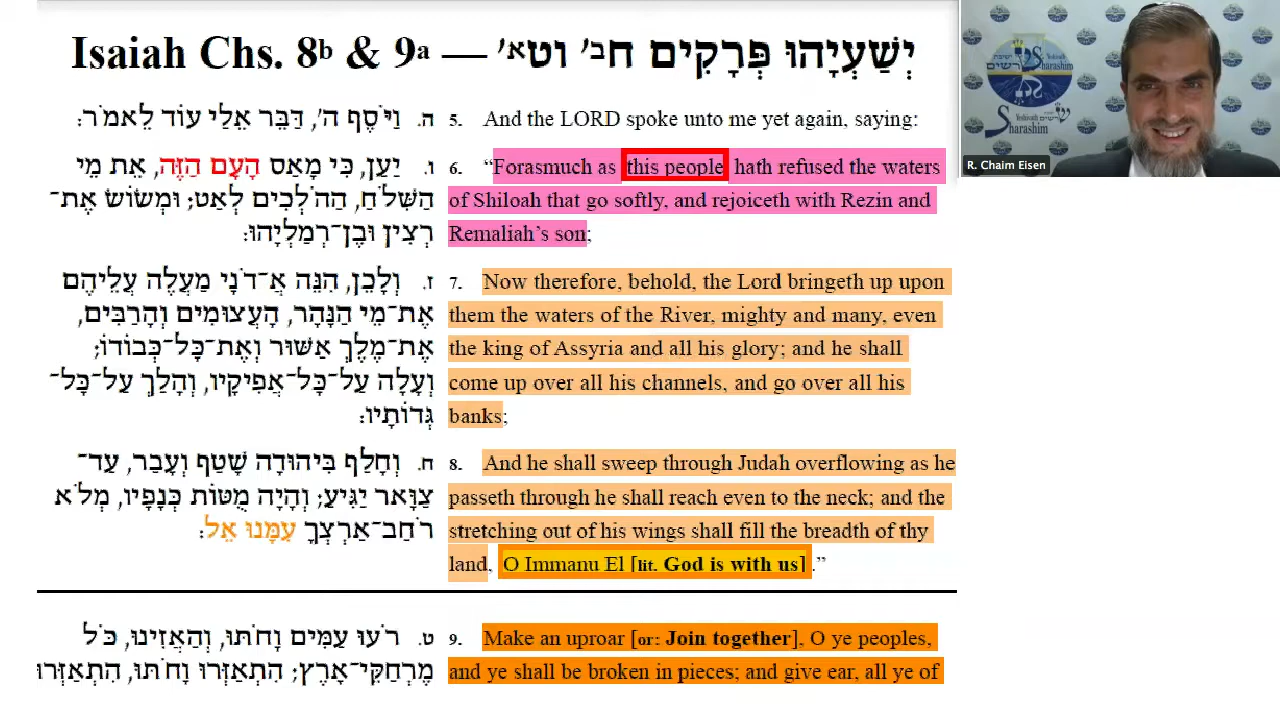 Isaiah Chs. 8ᵇ & 9ᵃ — יְשַׁעְיָהוּ פְּרָקִים חב׳ וטא׳
ה. וַיֹּסֶף ה׳, דַּבֵּר אֵלַי עוֹד לֵאמֹר:
5. And the LORD spoke unto me yet again, saying:
ו. יַעַן, כִּי מָאַס הָעָם הַזֶּה, אֵת מֵי
הַשִּׁלֹחַ, הַהֹלְכִים לְאַט; וּמְשׂוֹשׂ אֶת־
רְצִין וּבֶן־רְמַלְיָהוּ:
6. “Forasmuch as this people hath refused the waters
of Shiloah that go softly, and rejoiceth with Rezin and
Remaliah’s son;
ז. וְלָכֵן, הִנֵּה אֲ־דֹנָי מַעֲלֶה עֲלֵיהֶם
אֶת־מֵי הַנָּהָר, הָעֲצוּמִים וְהָרַבִּים,
אֶת־מֶלֶךְ אַשּׁוּר וְאֶת־כׇּל־כְּבוֹדוֹ;
וְעָלָה עַל־כׇּל־אֲפִיקָיו, וְהָלַךְ עַל־כׇּל־
גְּדוֹתָיו:
7. Now therefore, behold, the Lord bringeth up upon
them the waters of the River, mighty and many, even
the king of Assyria and all his glory; and he shall
come up over all his channels, and go over all his
banks;
ח. וְחָלַף בִּיהוּדָה שָׁטַף וְעָבַר, עַד־
צַוָּאר יַגִּיעַ; וְהָיָה מֻטּוֹת כְּנָפָיו, מְלֹא
רֹחַב־אַרְצְךָ עִמָּנוּ אֵל:
8. And he shall sweep through Judah overflowing as he
passeth through he shall reach even to the neck; and the
stretching out of his wings shall fill the breadth of thy
land, O Immanu El [lit. God is with us].”
ט. רֹעוּ עַמִּים וָחֹתּוּ, וְהַאֲזִינוּ, כֹּל
מֶרְחַקֵּי־אָרֶץ; הִתְאַזְּרוּ וָחֹתּוּ, הִתְאַזְּרוּ
9. Make an uproar [or: Join together], O ye peoples,
and ye shall be broken in pieces; and give ear, all ye of
Yeshivat
Sharashim
R. Chaim Eisen